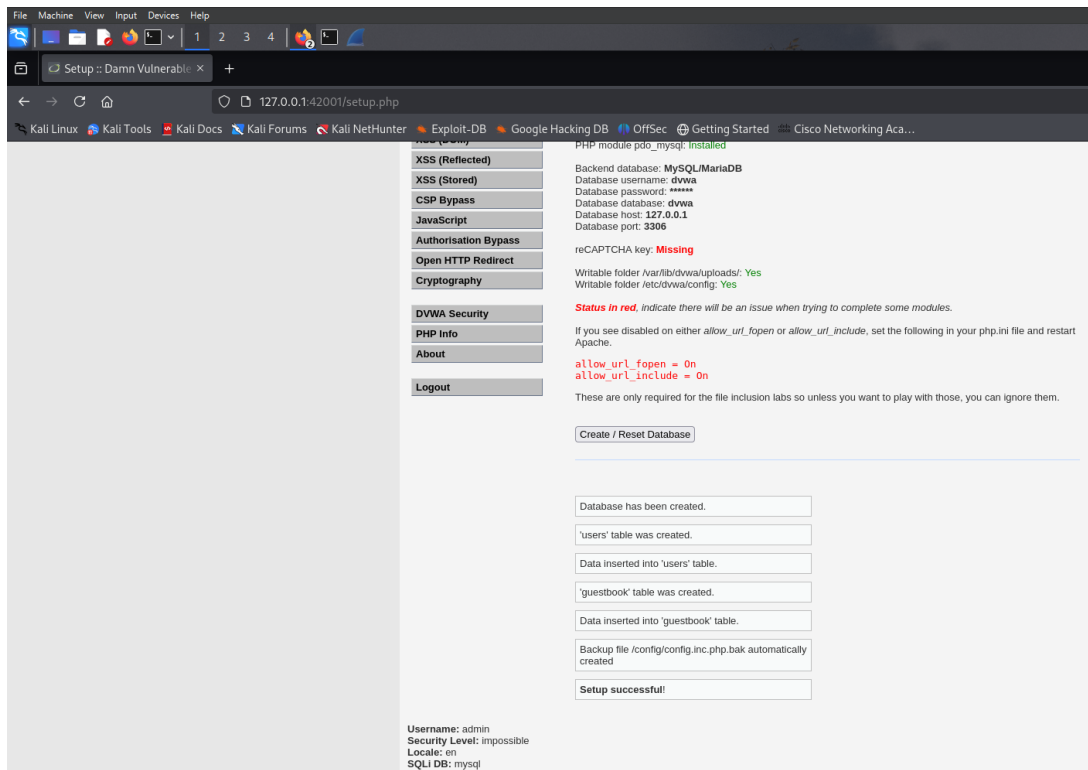 File Machine View Input Devices Help
1 2 3 4 2
Setup :: Damn Vulnerable × +
127.0.0.1:42001/setup.php
Kali Linux Kali Tools Kali Docs Kali Forums Kali NetHunter Exploit-DB Google Hacking DB OffSec Getting Started Cisco Networking Aca…
XSS (DOM)
XSS (Reflected)
XSS (Stored)
CSP Bypass
JavaScript
Authorisation Bypass
Open HTTP Redirect
Cryptography
DVWA Security
PHP Info
About
Logout
PHP module pdo_mysql: Installed
Backend database: MySQL/MariaDB
Database username: dvwa
Database password: ******
Database database: dvwa
Database host: 127.0.0.1
Database port: 3306
reCAPTCHA key: Missing
Writable folder /var/lib/dvwa/uploads/: Yes
Writable folder /etc/dvwa/config: Yes
Status in red, indicate there will be an issue when trying to complete some modules.
If you see disabled on either allow_url_fopen or allow_url_include, set the following in your php.ini file and restart
Apache.
allow_url_fopen = On
allow_url_include = On
These are only required for the file inclusion labs so unless you want to play with those, you can ignore them.
Create / Reset Database
Database has been created.
'users' table was created.
Data inserted into 'users' table.
'guestbook' table was created.
Data inserted into 'guestbook' table.
Backup file /config/config.inc.php.bak automatically
created
Setup successful!
Username: admin
Security Level: impossible
Locale: en
SQLi DB: mysql